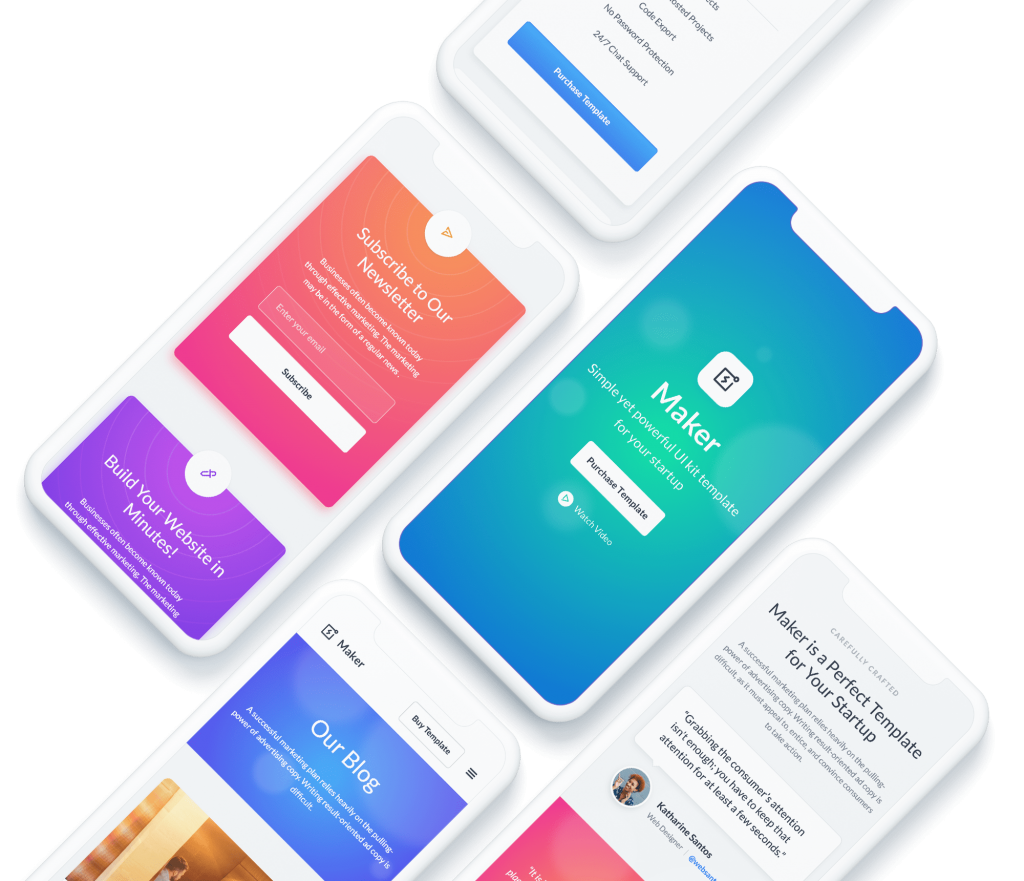 Hosted Projects
Code Export
No Password Protection
24/7 Chat Support
Purchase Template
Subscribe to Our
Newsletter
Businesses often become known today
through effective marketing. The marketing
may be in the form of a regular news.
Enter your email
Subscribe
Build Your Website in
Minutes!
Businesses often become known today
through effective marketing. The marketing
Maker
Simple yet powerful UI kit template
for your startup
Purchase Template
Watch Video
Maker
Buy Template
Our Blog
A successful marketing plan relies heavily on the pulling-
power of advertising copy. Writing result-oriented ad copy is
difficult.
CAREFULLY CRAFTED
Maker is a Perfect Template
for Your Startup
A successful marketing plan relies heavily on the pulling-
power of advertising copy. Writing result-oriented ad copy is
difficult, as it must appeal to, entice, and convince consumers
to take action.
"Grabbing the consumer's attention
isn't enough; you have to keep that
attention for at least a few seconds."
Katharine Santos
Web Designer
"It is